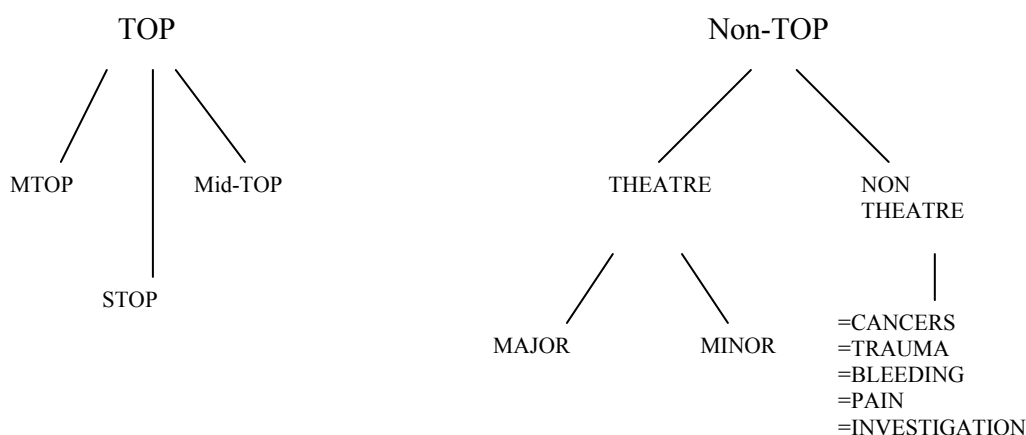 TOP
MTOP
Mid-TOP
STOP
Non-TOP
THEATRE
NON
THEATRE
MAJOR
MINOR
=CANCERS
=TRAUMA
=BLEEDING
=PAIN
=INVESTIGATION